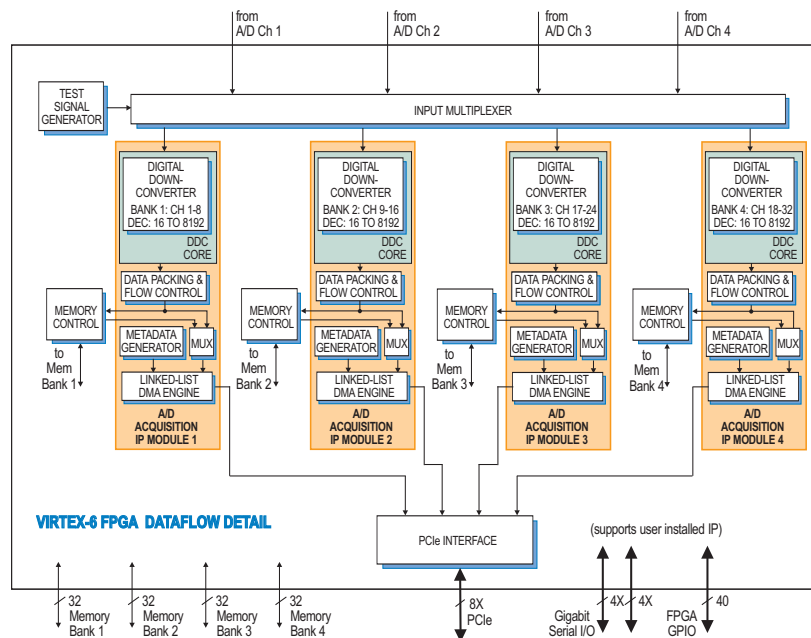 from
A/D Ch 1
from
A/D Ch 2
from
A/D Ch 3
from
A/D Ch 4
TEST
SIGNAL
GENERATOR
INPUT MULTIPLEXER
DIGITAL
DOWN-
CONVERTER
BANK 1: CH 1-8
DEC: 16 TO 8192
DDC
CORE
DIGITAL
DOWN-
CONVERTER
BANK 2: CH 9-16
DEC: 16 TO 8192
DDC
CORE
DIGITAL
DOWN-
CONVERTER
BANK 3: CH 17-24
DEC: 16 TO 8192
DDC
CORE
DIGITAL
DOWN-
CONVERTER
BANK 4: CH 18-32
DEC: 16 TO 8192
DDC
CORE
DATA PACKING &
FLOW CONTROL
DATA PACKING &
FLOW CONTROL
DATA PACKING &
FLOW CONTROL
DATA PACKING &
FLOW CONTROL
MEMORY
CONTROL
MEMORY
CONTROL
MEMORY
CONTROL
MEMORY
CONTROL
to
Mem
Bank 1
METADATA
GENERATOR
MUX
to
Mem
Bank 2
METADATA
GENERATOR
MUX
to
Mem
Bank 3
METADATA
GENERATOR
MUX
to
Mem
Bank 4
METADATA
GENERATOR
MUX
LINKED-LIST
DMA ENGINE
LINKED-LIST
DMA ENGINE
LINKED-LIST
DMA ENGINE
LINKED-LIST
DMA ENGINE
A/D
ACQUISITION
IP MODULE 1
A/D
ACQUISITION
IP MODULE 2
A/D
ACQUISITION
IP MODULE 3
A/D
ACQUISITION
IP MODULE 4
VIRTEX-6 FPGA DATAFLOW DETAIL
PCIe INTERFACE
(supports user installed IP)
32
Memory
Bank 1
32
Memory
Bank 2
32
Memory
Bank 3
32
Memory
Bank 4
8X
PCIe
4X
4X
Gigabit
Serial I/O
40
FPGA
GPIO